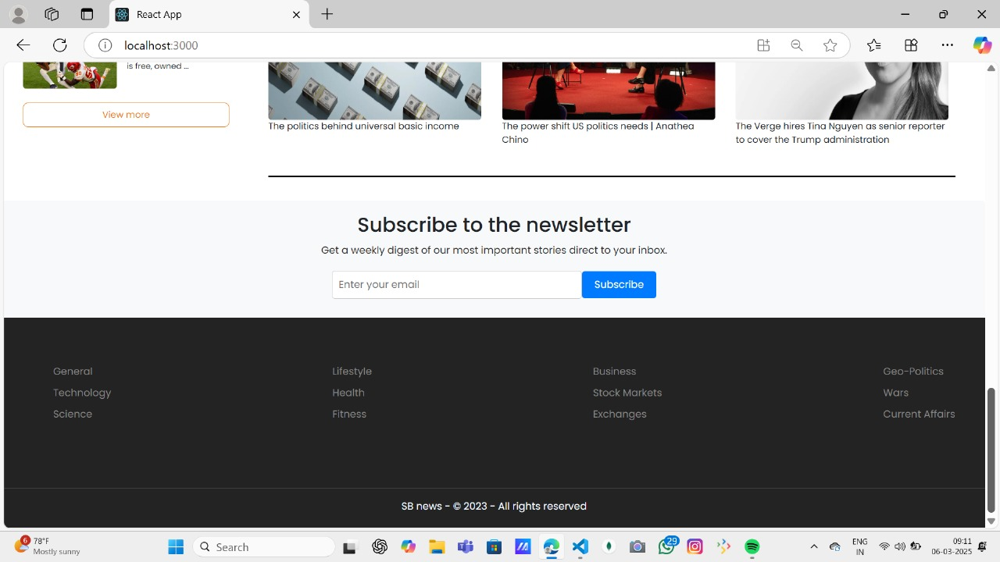 React App
localhost:3000
is free, owned ...
View more
The politics behind universal basic income
The power shift US politics needs | Anathea
Chino
The Verge hires Tina Nguyen as senior reporter
to cover the Trump administration
Subscribe to the newsletter
Get a weekly digest of our most important stories direct to your inbox.
Enter your email
Subscribe
General
Technology
Science
Lifestyle
Health
Fitness
Business
Stock Markets
Exchanges
Geo-Politics
Wars
Current Affairs
SB news - © 2023 - All rights reserved
6
78°F
Mostly sunny
Search
29
ENG
IN
09:11
06-03-2025